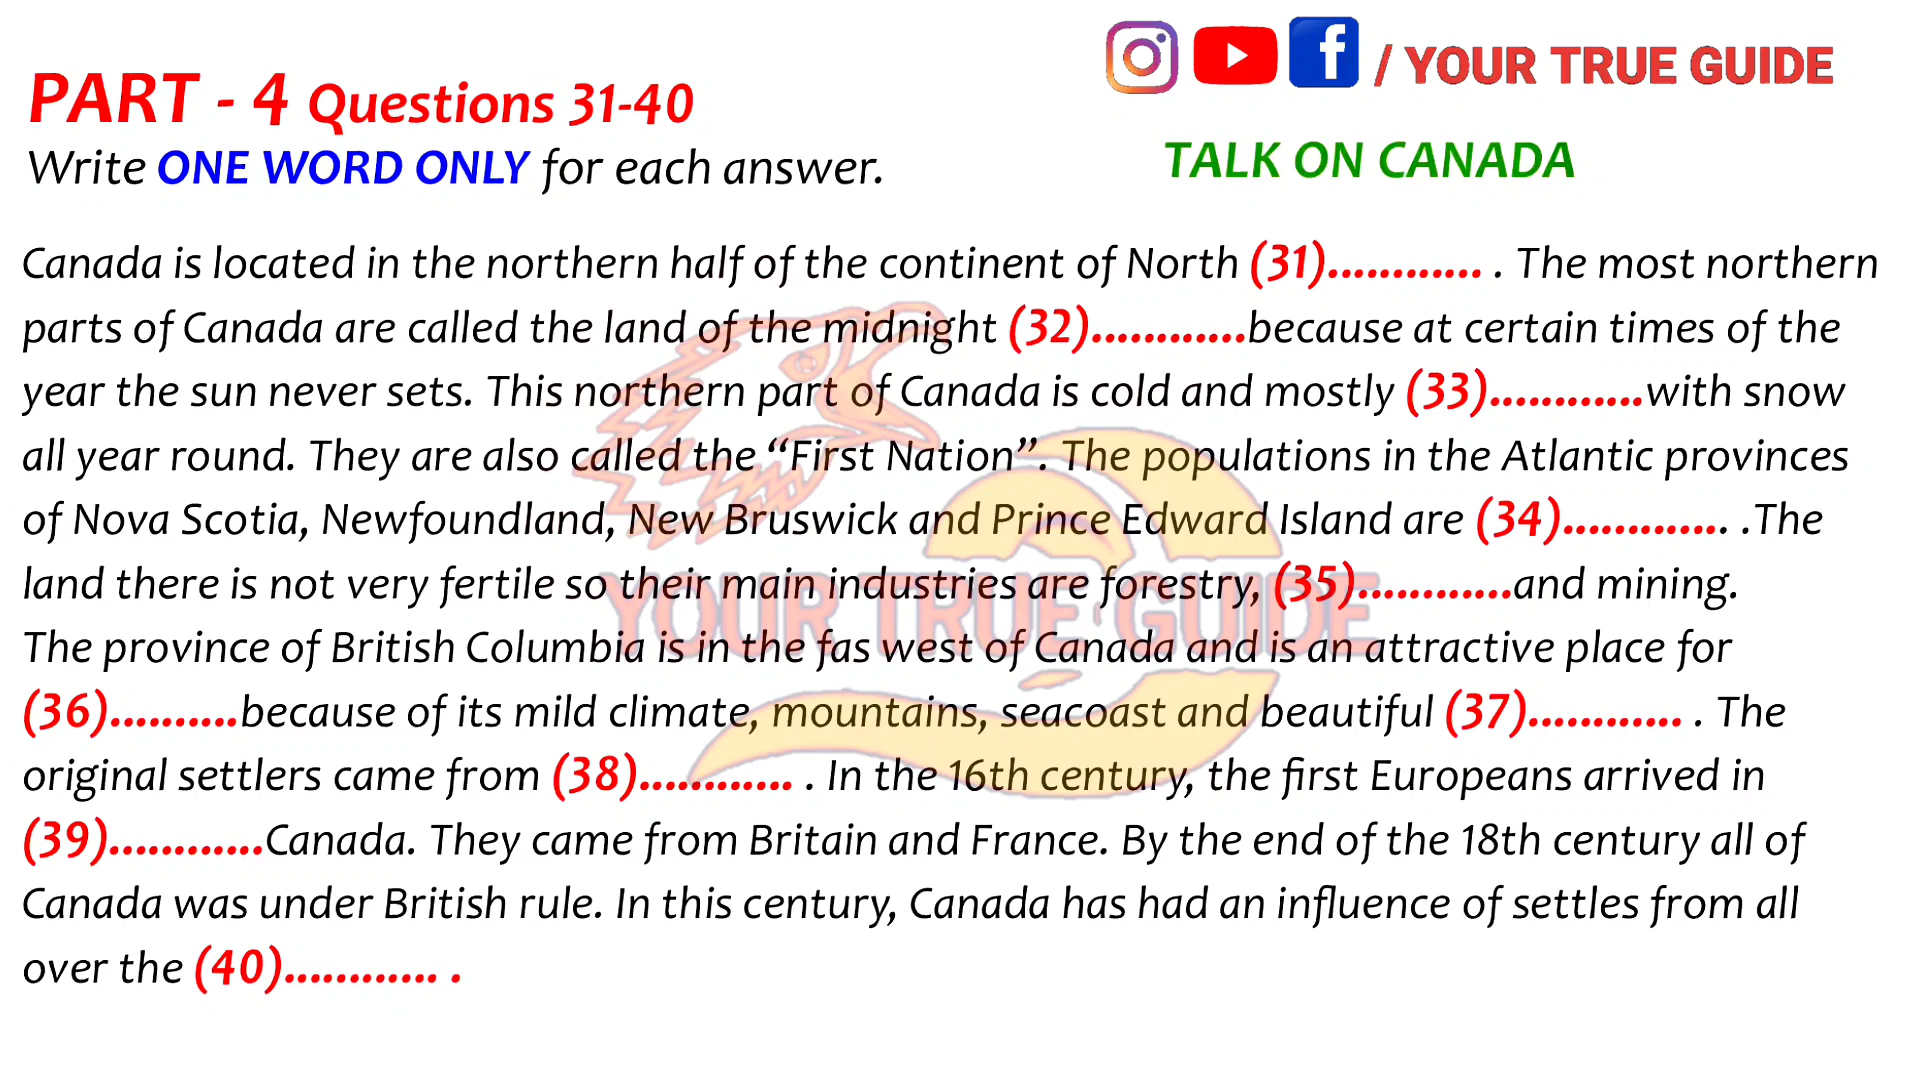 / YOUR TRUE GUIDE
PART - 4 Questions 31-40
Write ONE WORD ONLY for each answer.
TALK ON CANADA
Canada is located in the northern half of the continent of North (31)............ . The most northern
parts of Canada are called the land of the midnight (32)............because at certain times of the
year the sun never sets. This northern part of Canada is cold and mostly (33)............with snow
all year round. They are also called the “First Nation”. The populations in the Atlantic provinces
of Nova Scotia, Newfoundland, New Bruswick and Prince Edward Island are (34)............. .The
land there is not very fertile so their main industries are forestry, (35)............and mining.
The province of British Columbia is in the fas west of Canada and is an attractive place for
(36)..........because of its mild climate, mountains, seacoast and beautiful (37)............ . The
original settlers came from (38)............ . In the 16th century, the first Europeans arrived in
(39)............Canada. They came from Britain and France. By the end of the 18th century all of
Canada was under British rule. In this century, Canada has had an influence of settles from all
over the (40)............ .
YOUR TRUE GUIDE